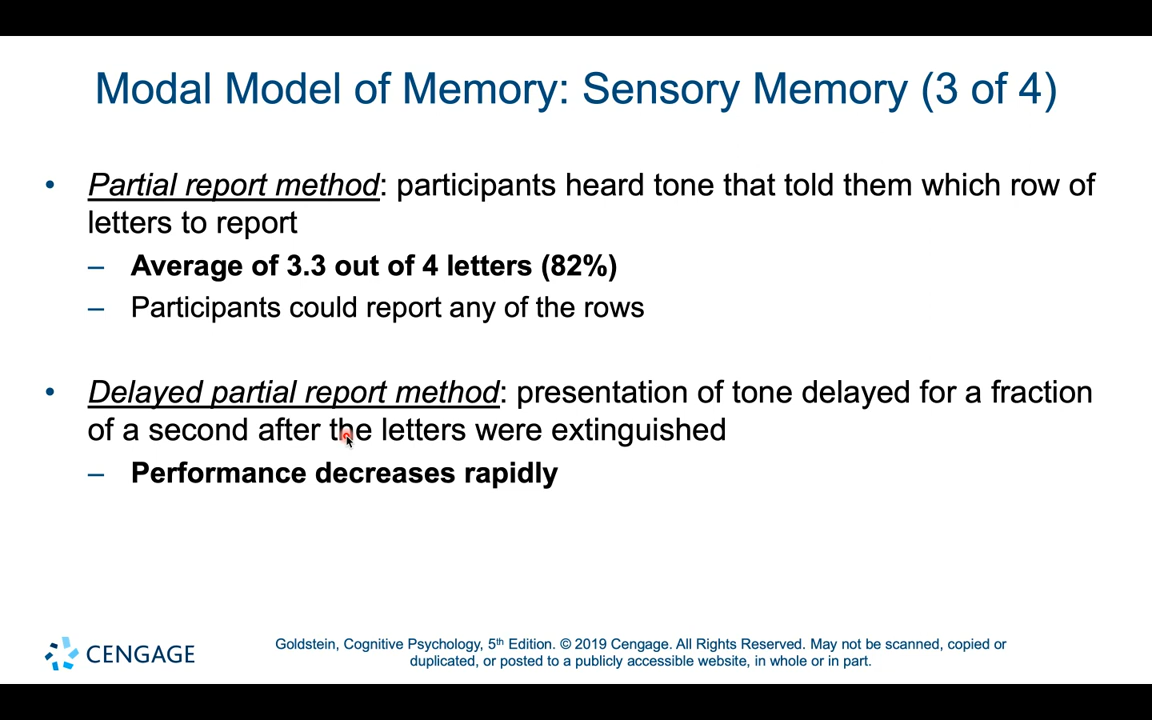 Modal Model of Memory: Sensory Memory (3 of 4)
• Partial report method: participants heard tone that told them which row of
letters to report
– Average of 3.3 out of 4 letters (82%)
– Participants could report any of the rows
• Delayed partial report method: presentation of tone delayed for a fraction
of a second after the letters were extinguished
– Performance decreases rapidly
CENGAGE
Goldstein, Cognitive Psychology, 5th Edition. © 2019 Cengage. All Rights Reserved. May not be scanned, copied or
duplicated, or posted to a publicly accessible website, in whole or in part.